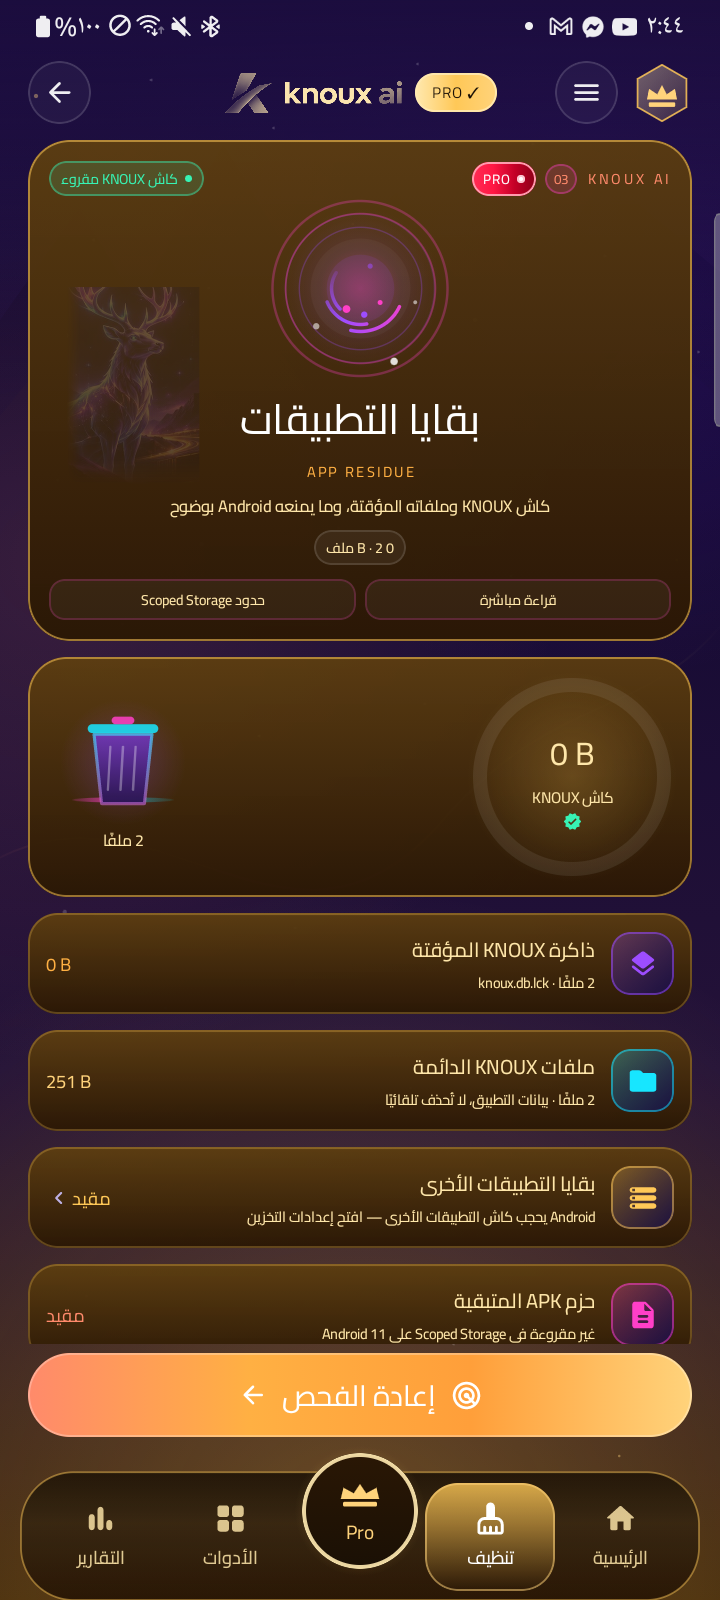 ٢:٤٤
%١٠٠
knoux ai
PRO ✓
KNOUX AI
03
PRO
كاش KNOUX مقروء
بقايا التطبيقات
APP RESIDUE
كاش KNOUX وملفاته المؤقتة، وما يمنعه Android بوضوح
0 B · 2 ملف
قراءة مباشرة
حدود Scoped Storage
0 B
كاش KNOUX
2 ملفًا
ذاكرة KNOUX المؤقتة
2 ملفًا · knoux.db.lck
0 B
ملفات KNOUX الدائمة
2 ملفًا · بيانات التطبيق، لا تُحذف تلقائيًا
251 B
بقايا التطبيقات الأخرى
Android يحجب كاش التطبيقات الأخرى — افتح إعدادات التخزين
مقيد
حزم APK المتبقية
غير مقروءة في Scoped Storage على Android 11
مقيد
إعادة الفحص
الرئيسية
تنظيف
Pro
الأدوات
التقارير